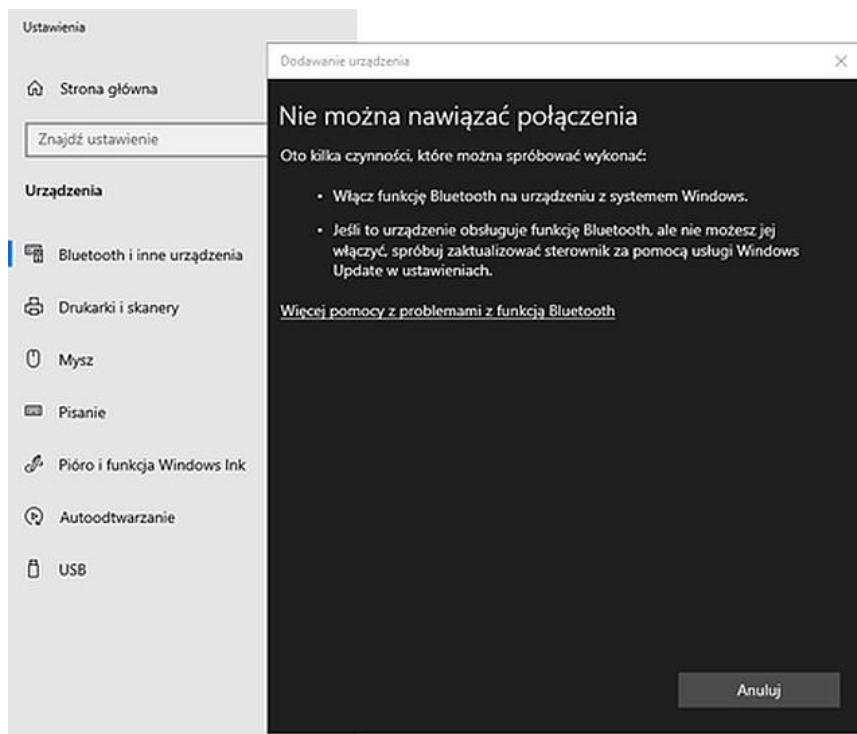 Ustawienia
Strona główna
Znajdź ustawienie
Urządzenia
Bluetooth i inne urządzenia
Drukarki i skanery
Mysz
Pisanie
Pióro i funkcja Windows Ink
Autoodtwarzanie
USB
Dodawanie urządzenia
Nie można nawiązać połączenia
Oto kilka czynności, które można spróbować wykonać:
• Włącz funkcję Bluetooth na urządzeniu z systemem Windows.
• Jeśli to urządzenie obsługuje funkcję Bluetooth, ale nie możesz jej
włączyć, spróbuj zaktualizować sterownik za pomocą usługi Windows
Update w ustawieniach.
Więcej pomocy z problemami z funkcją Bluetooth
Anuluj